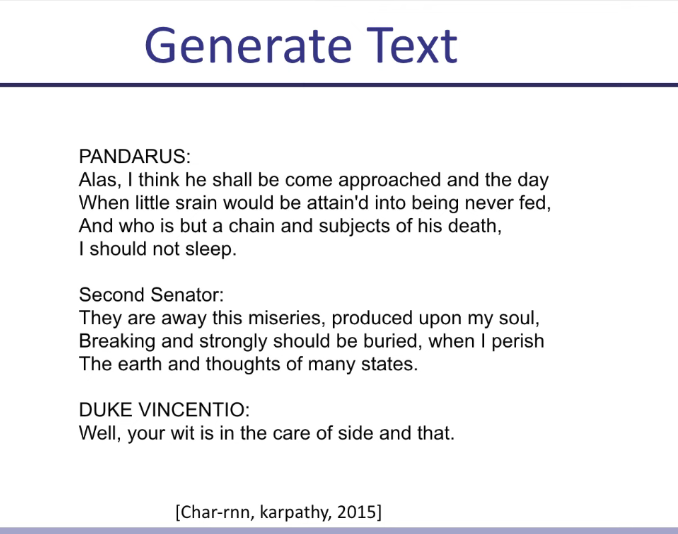 Generate Text
PANDARUS:
Alas, I think he shall be come approached and the day
When little srain would be attain'd into being never fed,
And who is but a chain and subjects of his death,
I should not sleep.
Second Senator:
They are away this miseries, produced upon my soul,
Breaking and strongly should be buried, when I perish
The earth and thoughts of many states.
DUKE VINCENTIO:
Well, your wit is in the care of side and that.
[Char-rnn, karpathy, 2015]